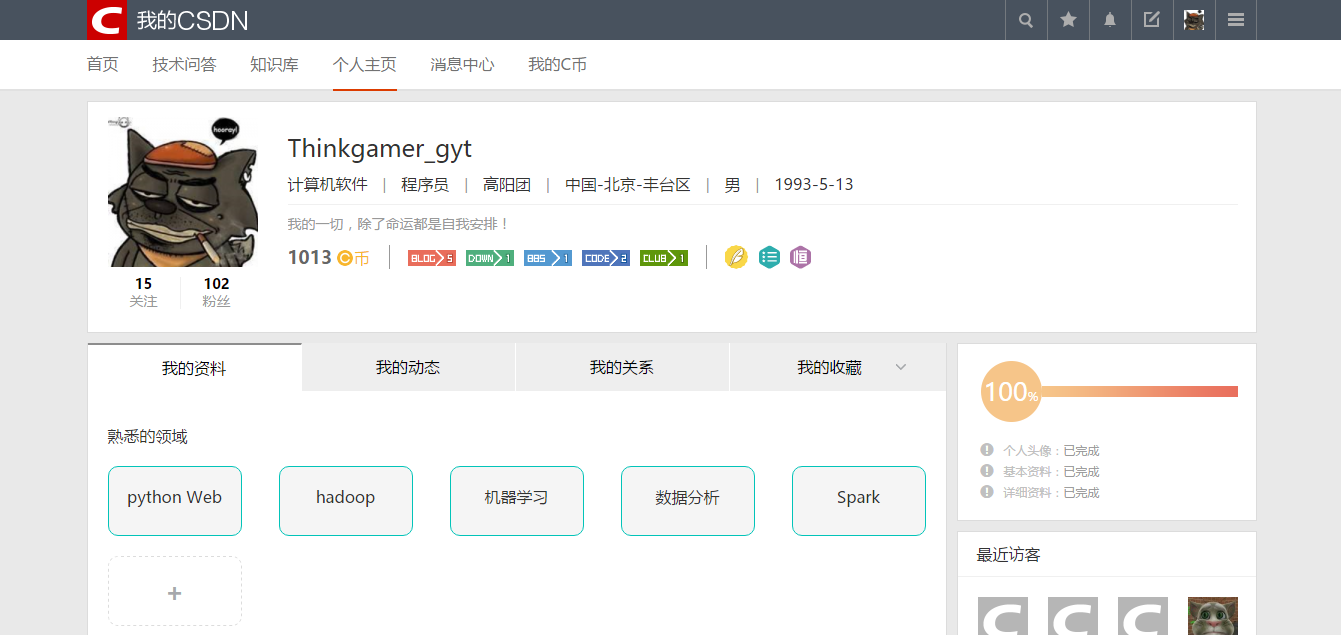 我的CSDN
首页 技术问答 知识库 个人主页 消息中心 我的C币
hooray!
Thinkgamer_gyt
计算机软件 | 程序员 | 高阳团 | 中国-北京-丰台区 | 男 | 1993-5-13
我的一切，除了命运都是自我安排！
1013 C币 BLOG 5 DOWN 1 BBS 1 CODE 2 CLUB 1
15 102
关注 粉丝
我的资料 我的动态 我的关系 我的收藏
100%
熟悉的领域
个人头像：已完成
基本资料：已完成
详细资料：已完成
python Web hadoop 机器学习 数据分析 Spark
+
最近访客